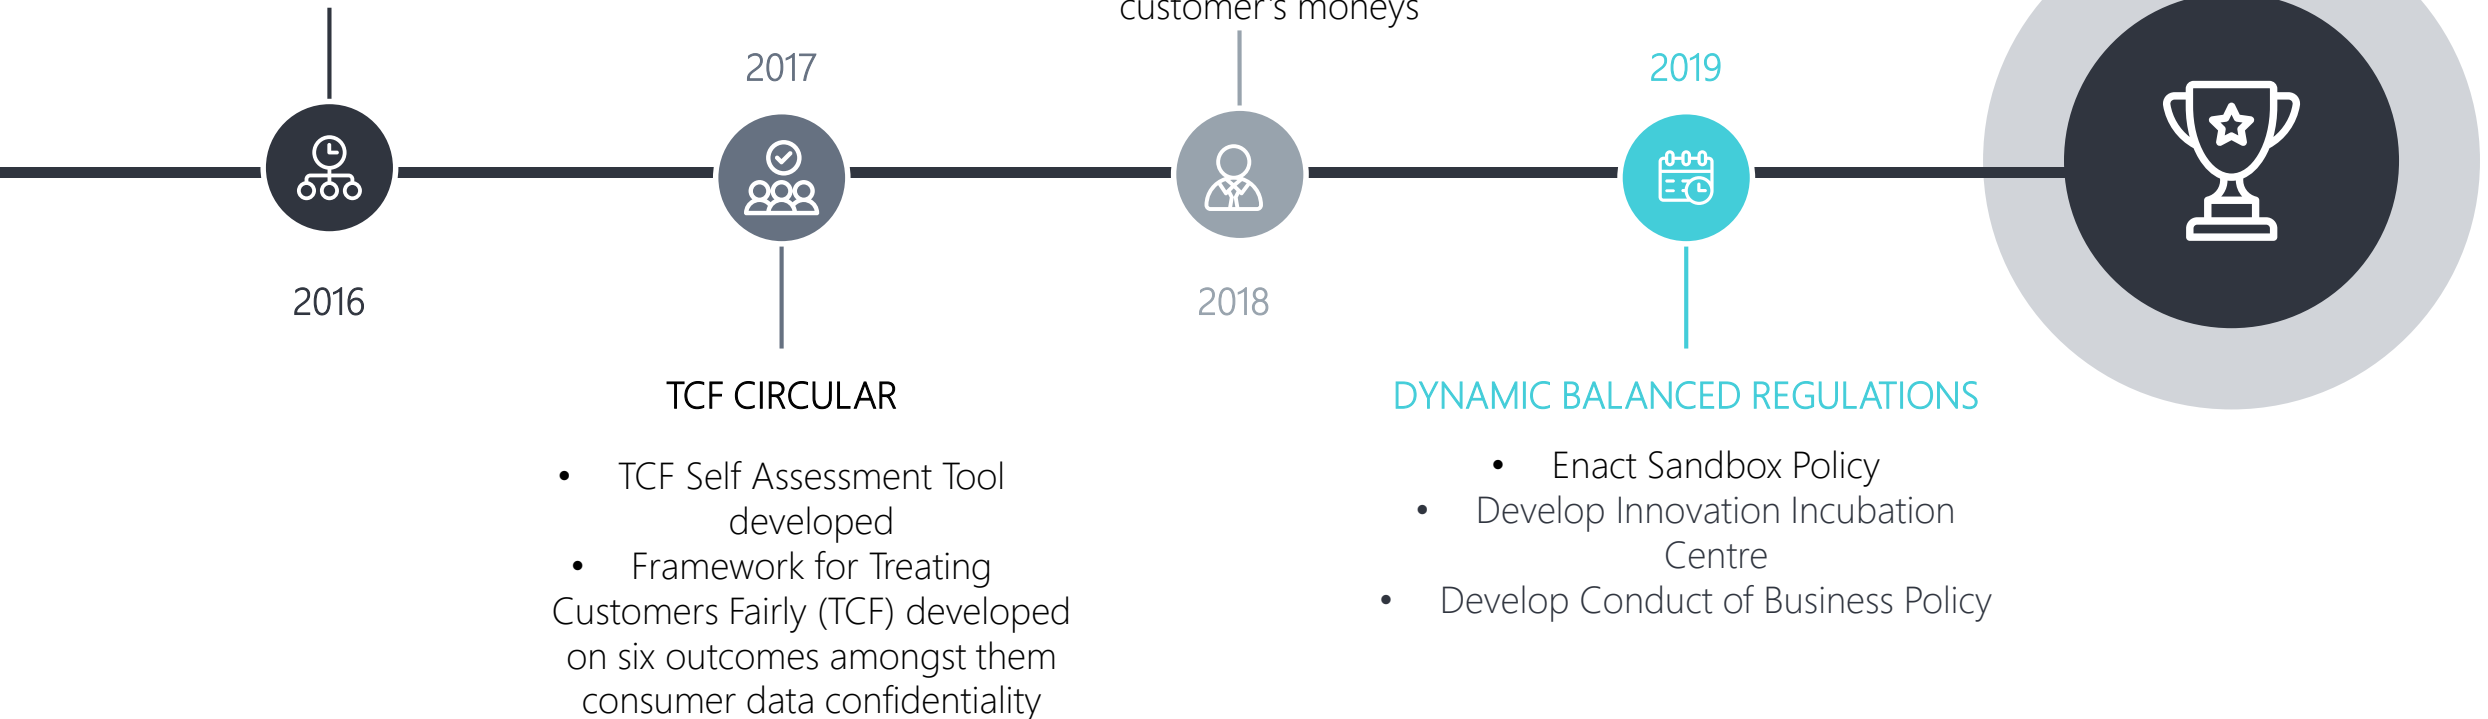 customer's moneys
2017
2019
2016
2018
TCF CIRCULAR
• TCF Self Assessment Tool
developed
• Framework for Treating
Customers Fairly (TCF) developed
on six outcomes amongst them
consumer data confidentiality
DYNAMIC BALANCED REGULATIONS
• Enact Sandbox Policy
• Develop Innovation Incubation
Centre
• Develop Conduct of Business Policy